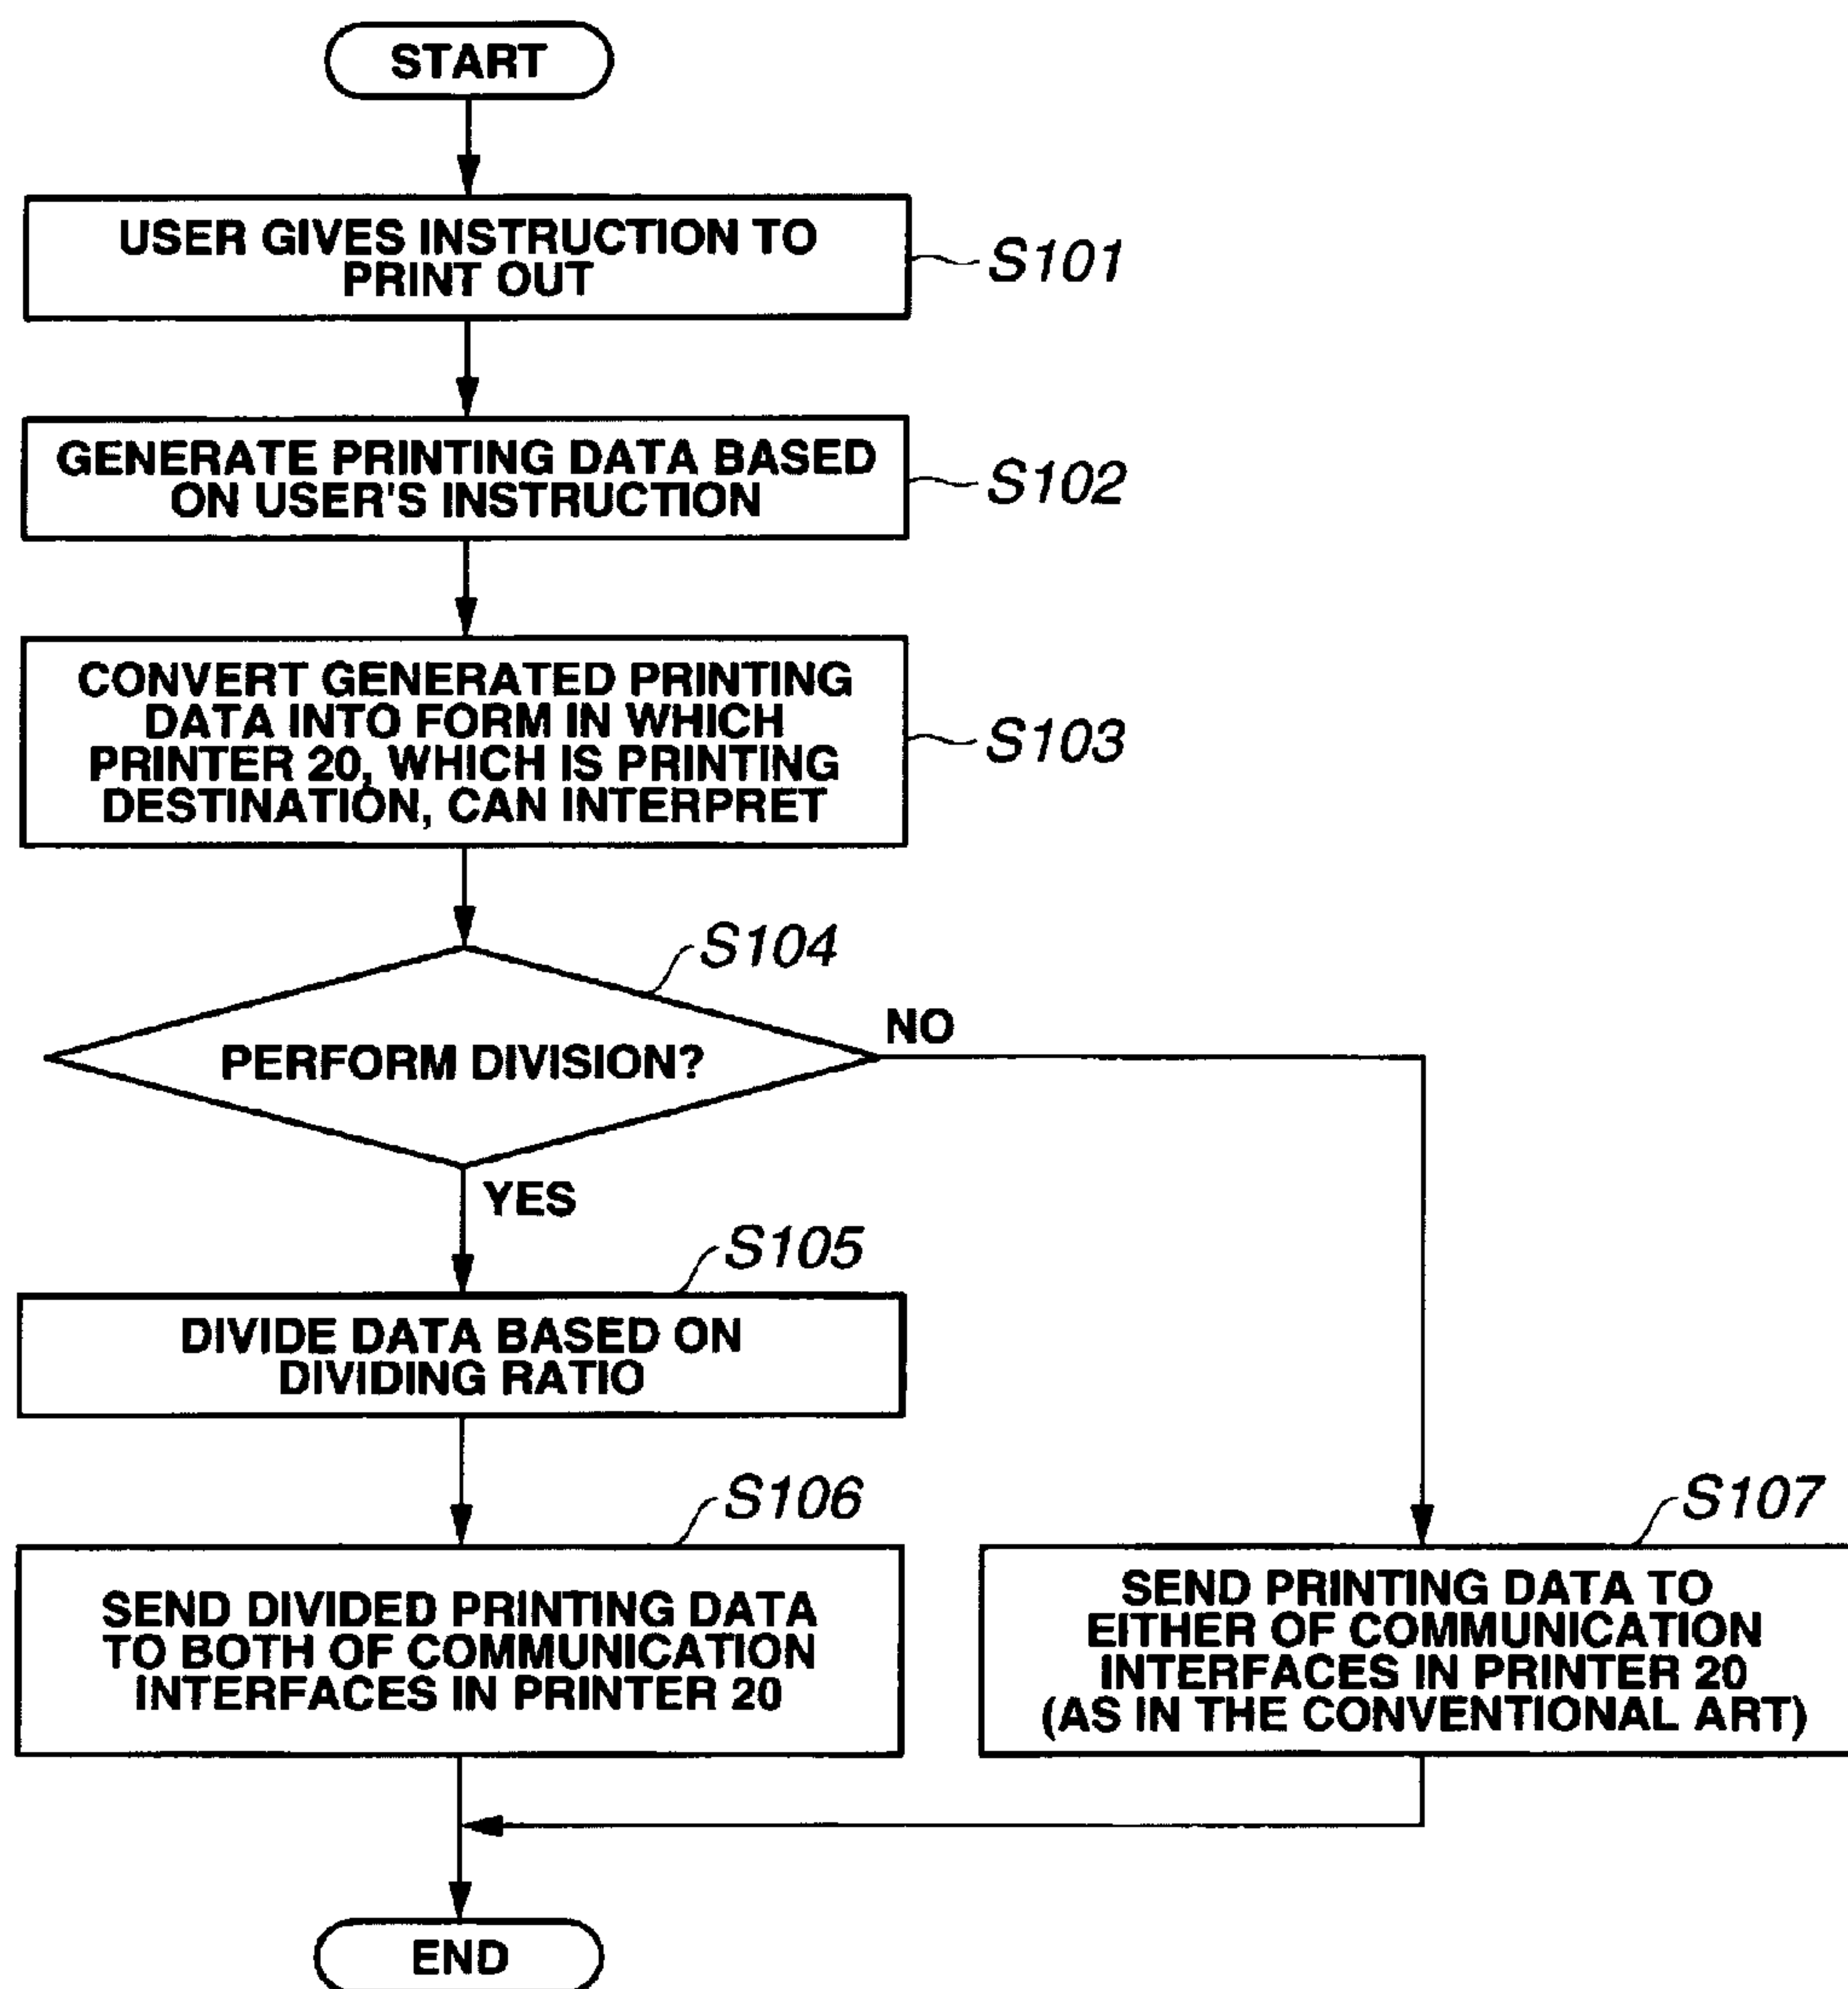 START
USER GIVES INSTRUCTION TO
PRINT OUT
S101
GENERATE PRINTING DATA BASED
ON USER'S INSTRUCTION
S102
CONVERT GENERATED PRINTING
DATA INTO FORM IN WHICH
PRINTER 20, WHICH IS PRINTING
DESTINATION, CAN INTERPRET
S103
S104
PERFORM DIVISION?
NO
YES
S105
DIVIDE DATA BASED ON
DIVIDING RATIO
S106
SEND DIVIDED PRINTING DATA
TO BOTH OF COMMUNICATION
INTERFACES IN PRINTER 20
S107
SEND PRINTING DATA TO
EITHER OF COMMUNICATION
INTERFACES IN PRINTER 20
(AS IN THE CONVENTIONAL ART)
END